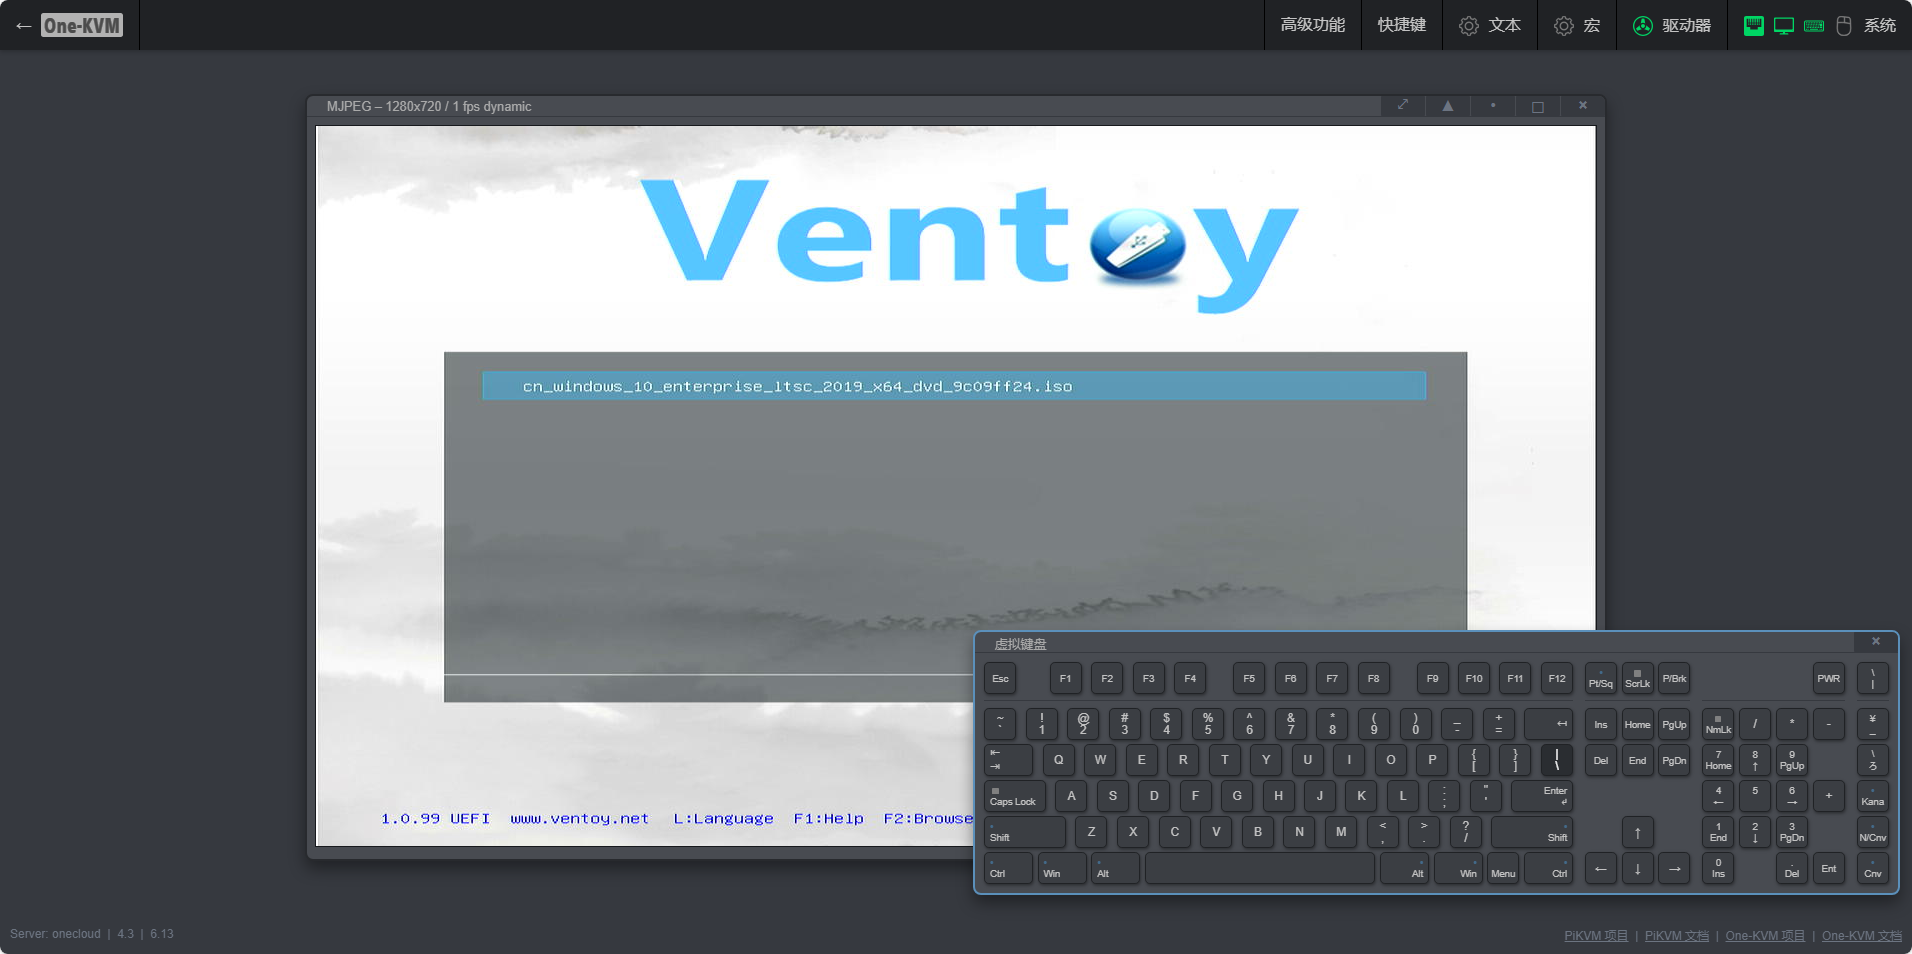 ← One-KVM
高级功能 快捷键 文本 宏 驱动器 系统
MJPEG – 1280x720 / 1 fps dynamic
Ventoy
cn_windows_10_enterprise_ltsc_2019_x64_dvd_9c09ff24.iso
1.0.99 UEFI www.ventoy.net L:Language F1:Help F2:Browse
虚拟键盘
Esc F1 F2 F3 F4 F5 F6 F7 F8 F9 F10 F11 F12 Pt/Sq ScrLk P/Brk PWR \ |
~ ` ! 1 @ 2 # 3 $ 4 % 5 ^ 6 & 7 * 8 ( 9 ) 0 _ - + = ↤ Ins Home PgUp NmLk / * - ¥ _
⇤ ⇥ Q W E R T Y U I O P { [ } ] | \ Del End PgDn 7 Home 8 ↑ 9 PgUp \ ろ
Caps Lock A S D F G H J K L : ; " ' Enter ↵ 4 ← 5 6 → + Kana
Shift Z X C V B N M < , > . ? / Shift ↑ 1 End 2 ↓ 3 PgDn N/Cnv
Ctrl Win Alt Alt Win Menu Ctrl ← ↓ → 0 Ins . Del Ent Cnv
Server: onecloud | 4.3 | 6.13
PiKVM 项目 | PiKVM 文档 | One-KVM 项目 | One-KVM 文档